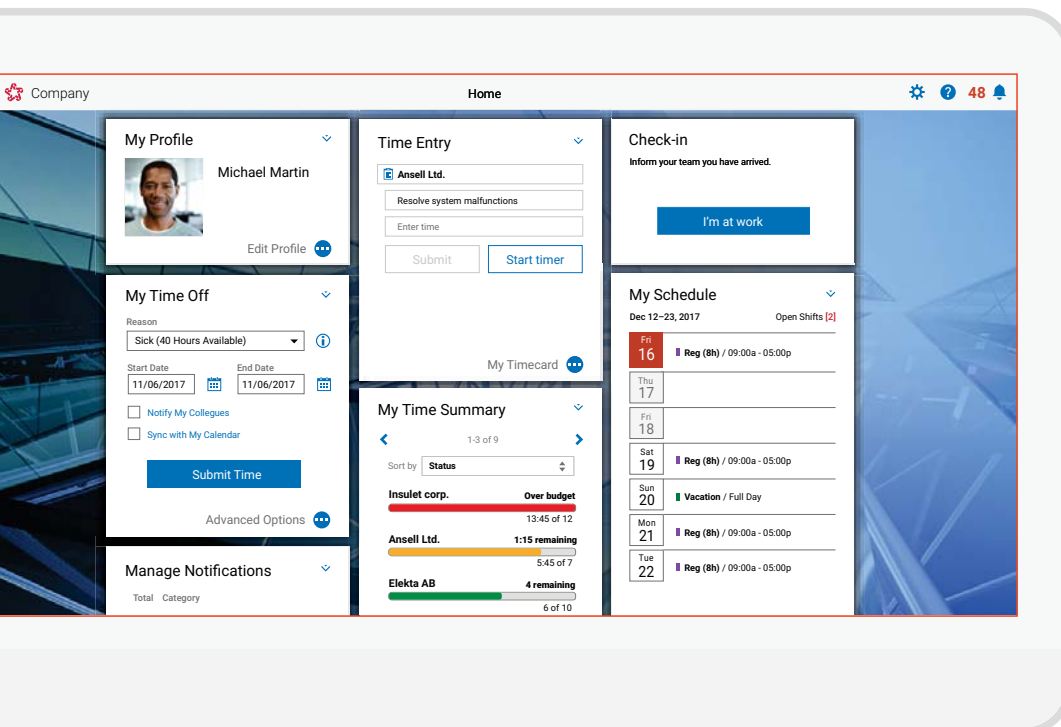 Company
Home
48
My Profile
Michael Martin
Edit Profile
My Time Off
Reason
Sick (40 Hours Available)
Start Date End Date
11/06/2017 11/06/2017
Notify My Collegues
Sync with My Calendar
Submit Time
Advanced Options
Manage Notifications
Total Category
Time Entry
Ansell Ltd.
Resolve system malfunctions
Enter time
Submit Start timer
My Timecard
My Time Summary
1-3 of 9
Sort by Status
Insulet corp. Over budget
13:45 of 12
Ansell Ltd. 1:15 remaining
5:45 of 7
Elekta AB 4 remaining
6 of 10
Check-in
Inform your team you have arrived.
I'm at work
My Schedule
Dec 12–23, 2017 Open Shifts [2]
Fri
16 Reg (8h) / 09:00a - 05:00p
Thu
17
Fri
18
Sat
19 Reg (8h) / 09:00a - 05:00p
Sun
20 Vacation / Full Day
Mon
21 Reg (8h) / 09:00a - 05:00p
Tue
22 Reg (8h) / 09:00a - 05:00p